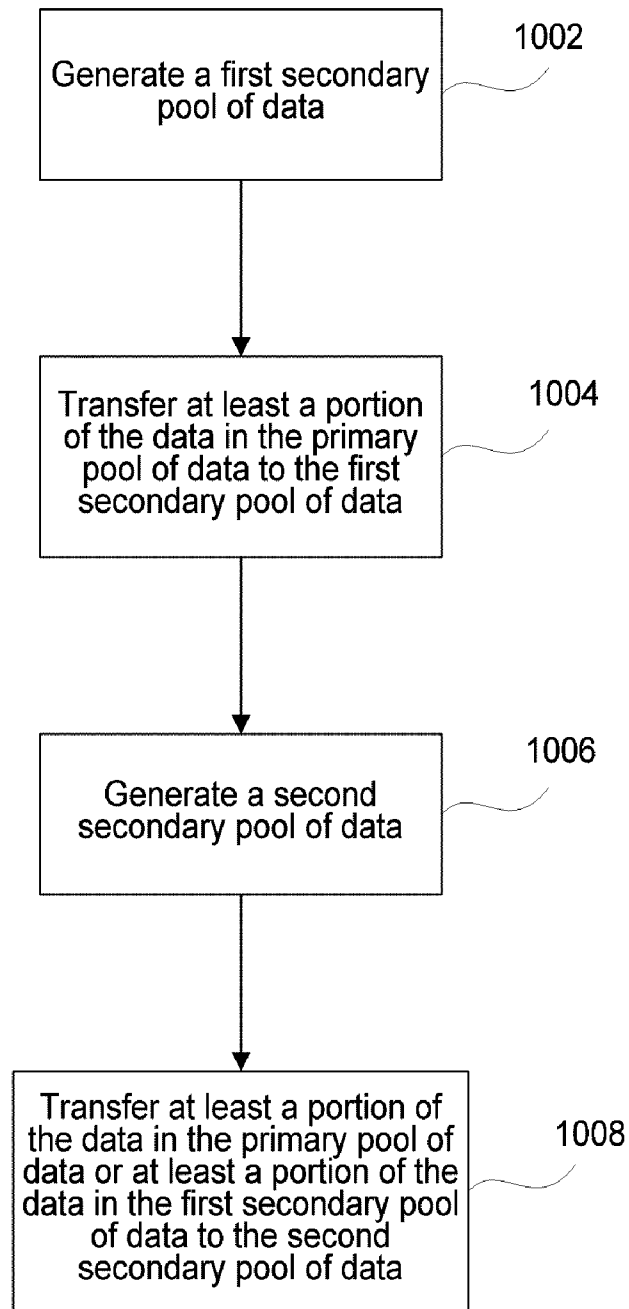 1002
Generate a first secondary
pool of data
1004
Transfer at least a portion
of the data in the primary
pool of data to the first
secondary pool of data
1006
Generate a second
secondary pool of data
1008
Transfer at least a portion of
the data in the primary pool of
data or at least a portion of the
data in the first secondary pool
of data to the second
secondary pool of data